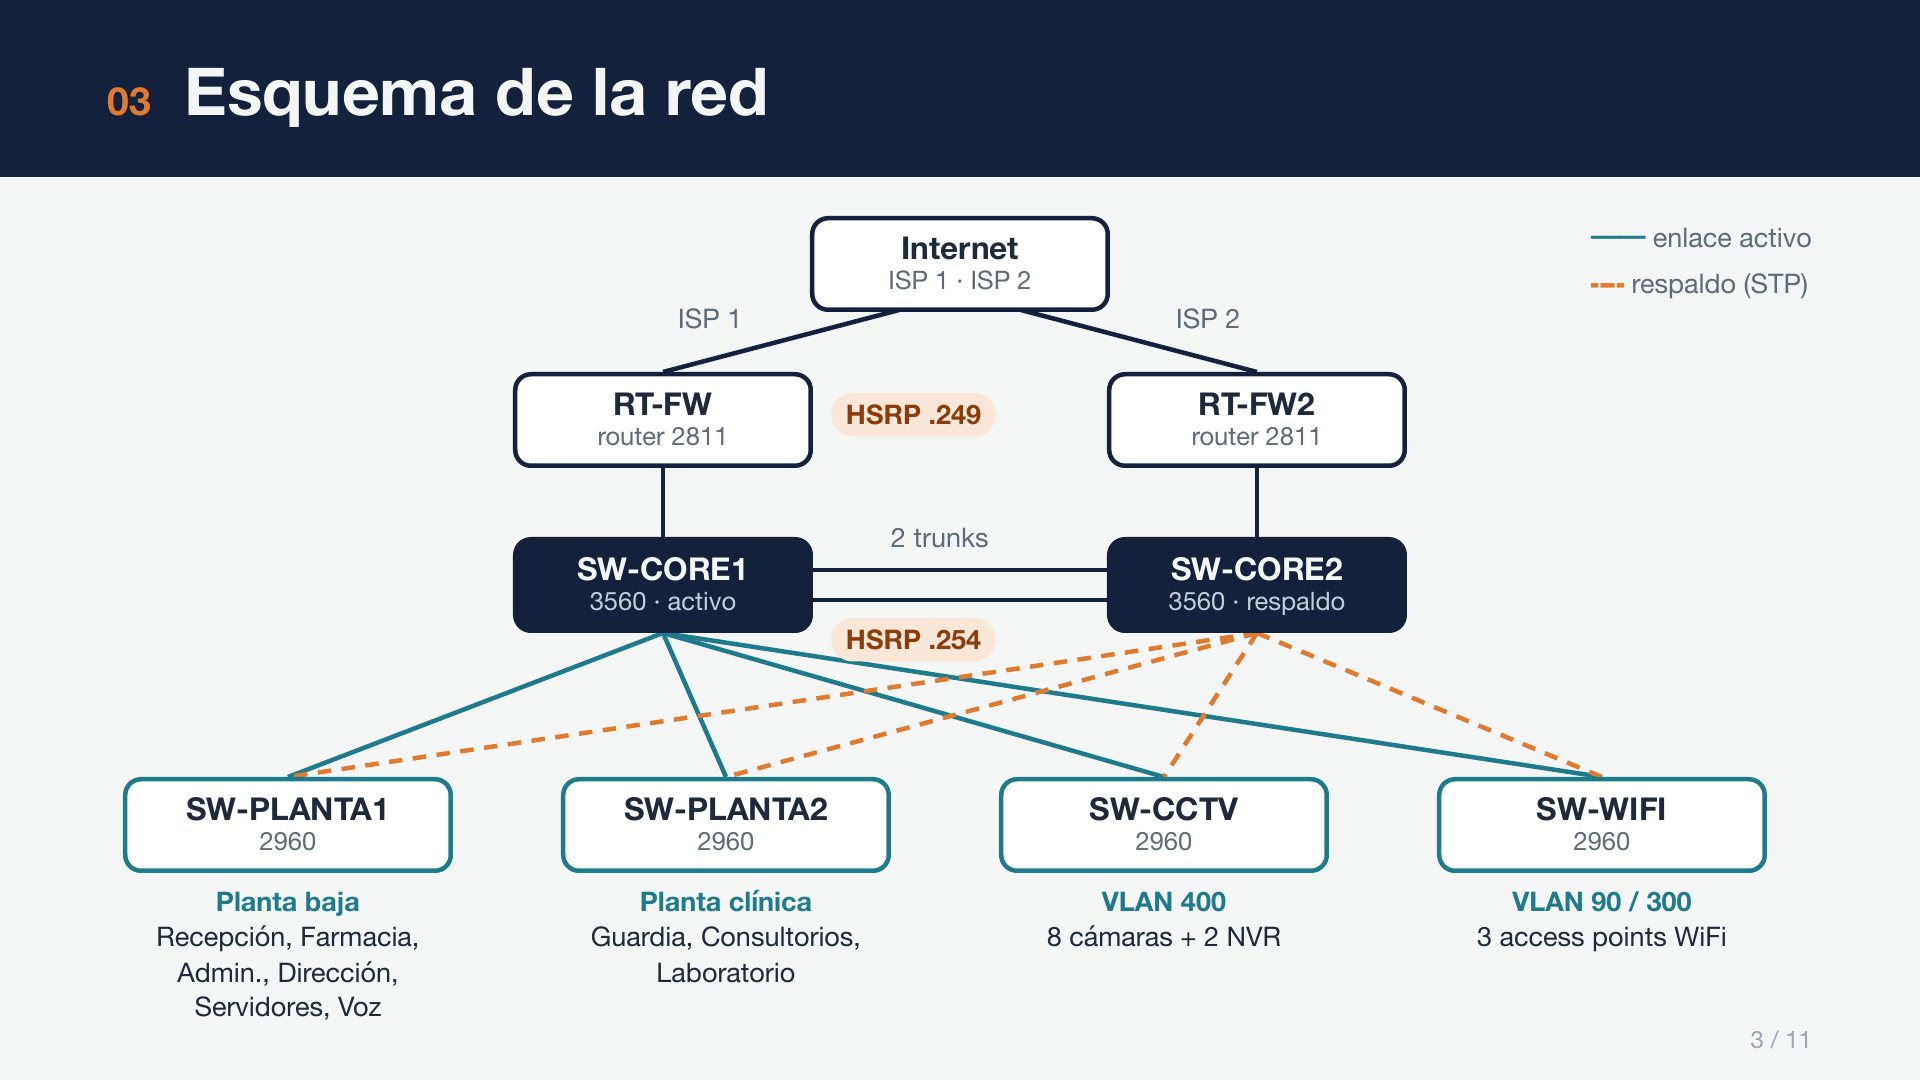 03 Esquema de la red
Internet
ISP 1 · ISP 2
enlace activo
respaldo (STP)
ISP 1
ISP 2
RT-FW
router 2811
HSRP .249
RT-FW2
router 2811
2 trunks
SW-CORE1
3560 · activo
SW-CORE2
3560 · respaldo
HSRP .254
SW-PLANTA1
2960
Planta baja
Recepción, Farmacia,
Admin., Dirección,
Servidores, Voz
SW-PLANTA2
2960
Planta clínica
Guardia, Consultorios,
Laboratorio
SW-CCTV
2960
VLAN 400
8 cámaras + 2 NVR
SW-WIFI
2960
VLAN 90 / 300
3 access points WiFi
3 / 11